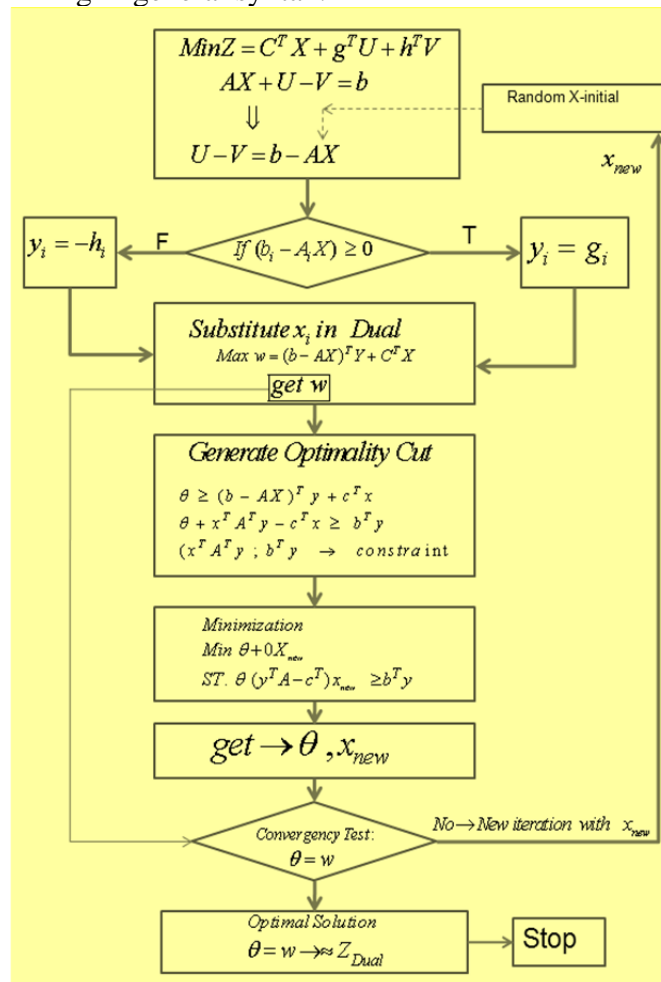 MinZ = C^T X + g^T U + h^T V
AX + U − V = b
⇓
U − V = b − AX
Random X-initial
x_new
y_i = −h_i
F
If (b_i − A_i X) ≥ 0
T
y_i = g_i
Substitute x_i in Dual
Max w = (b − AX)^T Y + C^T X
get w
Generate Optimality Cut
θ ≥ (b − AX)^T y + c^T x
θ + x^T A^T y − c^T x ≥ b^T y
(x^T A^T y ; b^T y → constraint
Minimization
Min θ + 0X_new
ST. θ (y^T A − c^T) x_new ≥ b^T y
get → θ , x_new
Convergency Test:
θ = w
No → New iteration with x_new
Optimal Solution
θ = w →≈ Z_Dual
Stop